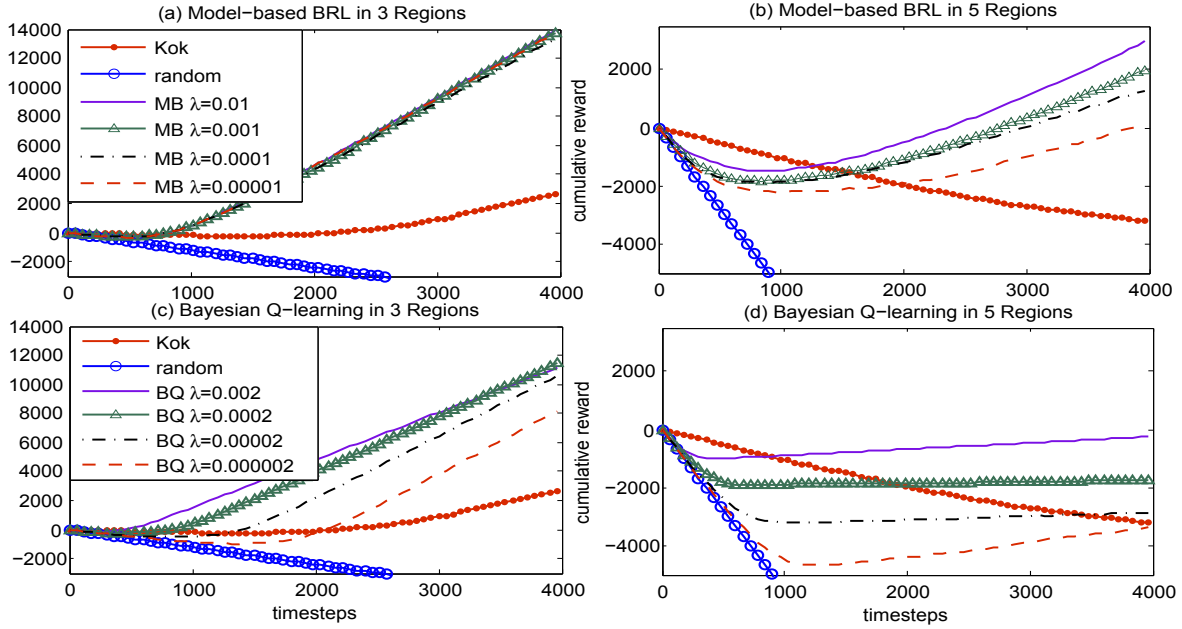 (a) Model−based BRL in 3 Regions
14000
12000
10000
8000
6000
4000
2000
0
−2000
0
1000
2000
3000
4000
Kok
random
MB λ=0.01
MB λ=0.001
MB λ=0.0001
MB λ=0.00001
(b) Model−based BRL in 5 Regions
cumulative reward
2000
0
−2000
−4000
0
1000
2000
3000
4000
(c) Bayesian Q−learning in 3 Regions
14000
12000
10000
8000
6000
4000
2000
0
−2000
0
1000
2000
3000
4000
timesteps
Kok
random
BQ λ=0.002
BQ λ=0.0002
BQ λ=0.00002
BQ λ=0.000002
(d) Bayesian Q−learning in 5 Regions
cumulative reward
2000
0
−2000
−4000
0
1000
2000
3000
4000
timesteps